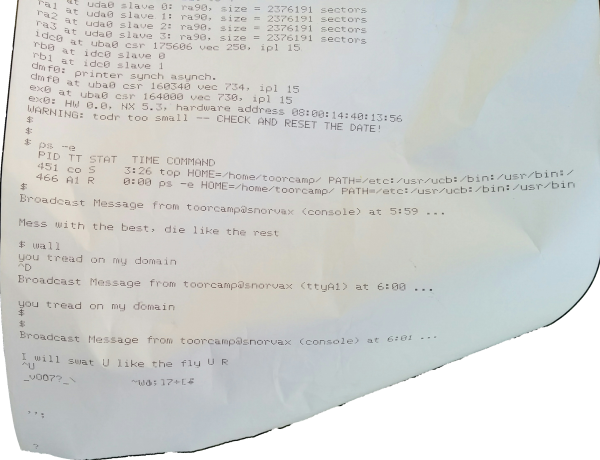 ra1 at uda0 slave 0: ra90, size = 2376191 sectors
ra2 at uda0 slave 1: ra90, size = 2376191 sectors
ra3 at uda0 slave 2: ra90, size = 2376191 sectors
at uda0 slave 3: ra90, size = 2376191 sectors
idc0 at uba0 csr 175606 vec 250, ipl 15
rb0 at idc0 slave 0
rb1 at idc0 slave 1
dmf0: printer synch asynch.
dmf0 at uba0 csr 160340 vec 734, ipl 15
ex0 at uba0 csr 164000 vec 730, ipl 15
ex0: HW 0.0, NX 5.3, hardware address 08:00:14:40:13:56
WARNING: todr too small -- CHECK AND RESET THE DATE!
$
$
$ ps -e
PID TT STAT TIME COMMAND
451 co S 3:26 top HOME=/home/toorcamp/ PATH=/etc:/usr/ucb:/bin:/usr/bin:/
466 A1 R 0:00 ps -e HOME=/home/toorcamp/ PATH=/etc:/usr/ucb:/bin:/usr/bin
$
Broadcast Message from toorcamp@snorvax (console) at 5:59 ...
Mess with the best, die like the rest
$ wall
you tread on my domain
^D
Broadcast Message from toorcamp@snorvax (ttyA1) at 6:00 ...
you tread on my domain
$
$
Broadcast Message from toorcamp@snorvax (console) at 6:01 ...
I will swat U like the fly U R
^U